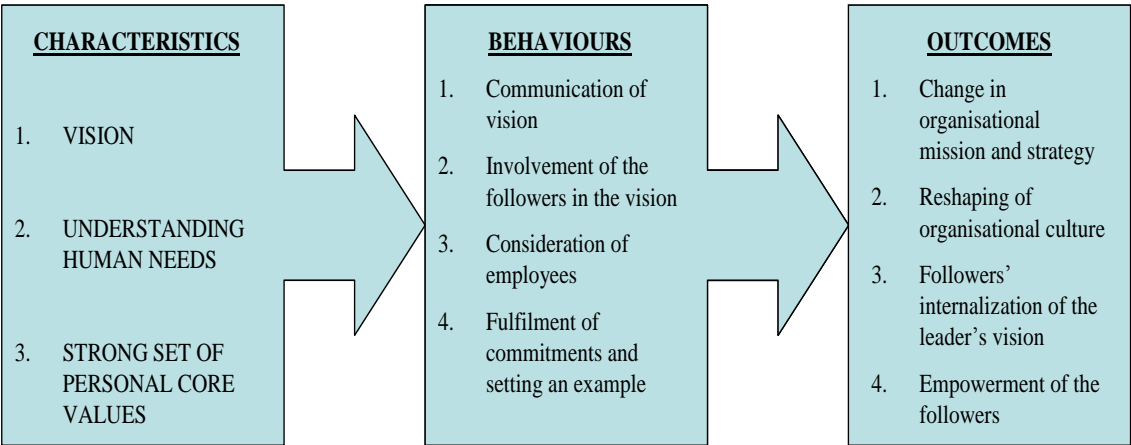 CHARACTERISTICS
1. VISION
2. UNDERSTANDING
HUMAN NEEDS
3. STRONG SET OF
PERSONAL CORE
VALUES
BEHAVIOURS
1. Communication of
vision
2. Involvement of the
followers in the vision
3. Consideration of
employees
4. Fulfilment of
commitments and
setting an example
OUTCOMES
1. Change in
organisational
mission and strategy
2. Reshaping of
organisational culture
3. Followers’
internalization of the
leader’s vision
4. Empowerment of the
followers